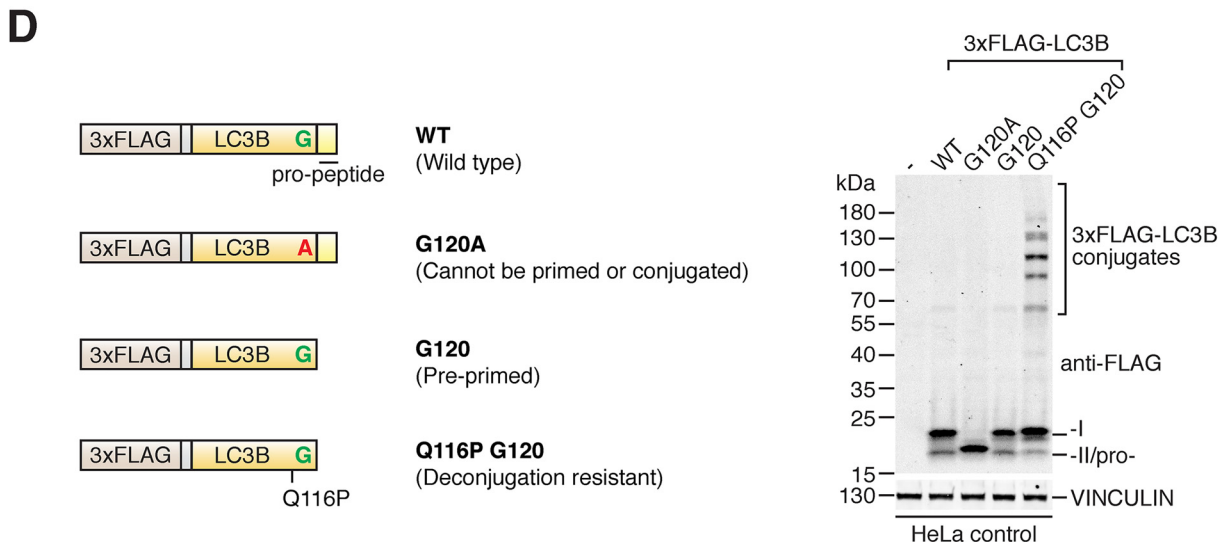 D
3xFLAG LC3B G
pro-peptide
WT
(Wild type)
3xFLAG LC3B A
G120A
(Cannot be primed or conjugated)
3xFLAG LC3B G
G120
(Pre-primed)
3xFLAG LC3B G
Q116P
Q116P G120
(Deconjugation resistant)
3xFLAG-LC3B
- WT G120A G120 Q116P G120
kDa
180
130
100
70
55
40
35
25
15
130
3xFLAG-LC3B
conjugates
anti-FLAG
-I
-II/pro-
VINCULIN
HeLa control